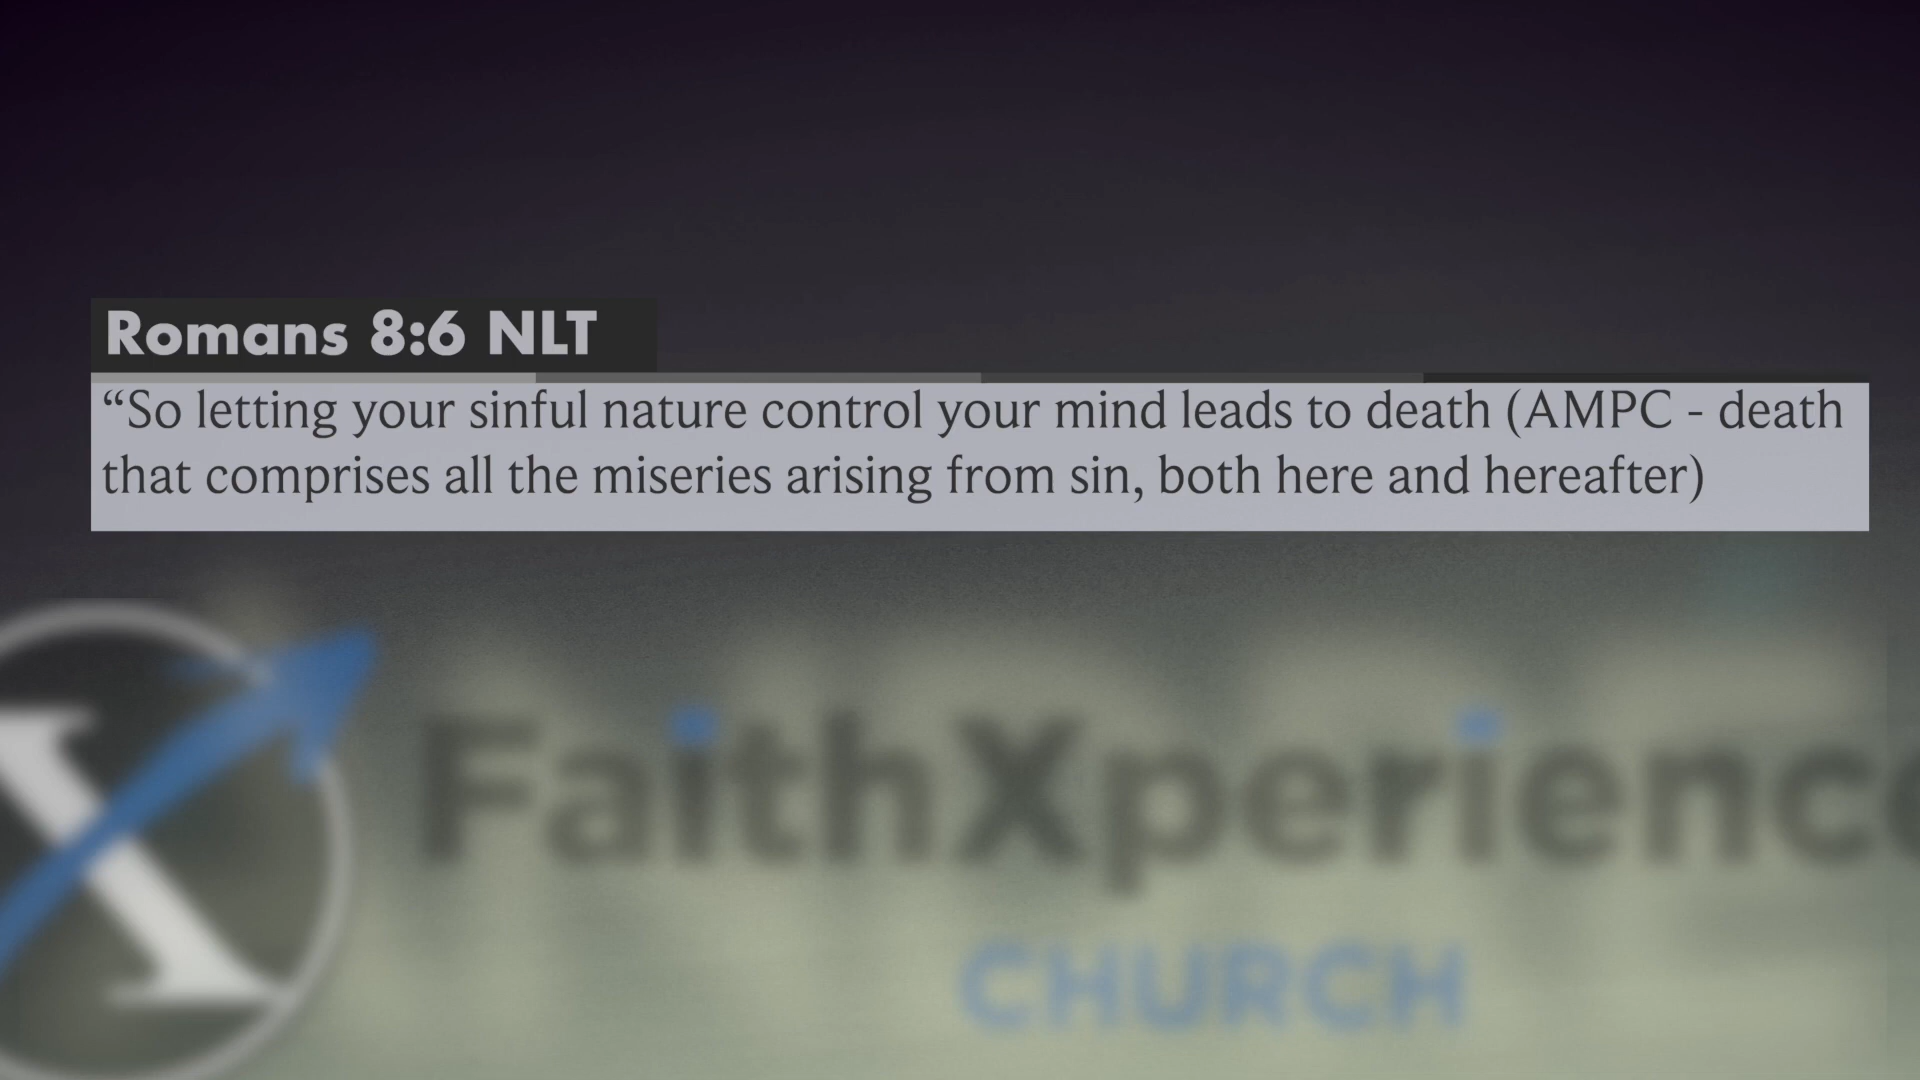 Romans 8:6 NLT
“So letting your sinful nature control your mind leads to death (AMPC - death
that comprises all the miseries arising from sin, both here and hereafter)
X FaithXperience
CHURCH